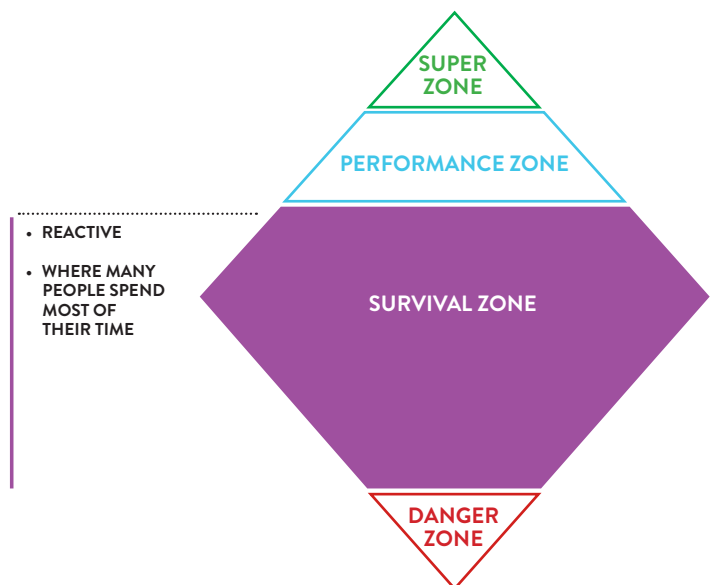 SUPER
ZONE
PERFORMANCE ZONE
• REACTIVE
• WHERE MANY
PEOPLE SPEND
MOST OF
THEIR TIME
SURVIVAL ZONE
DANGER
ZONE